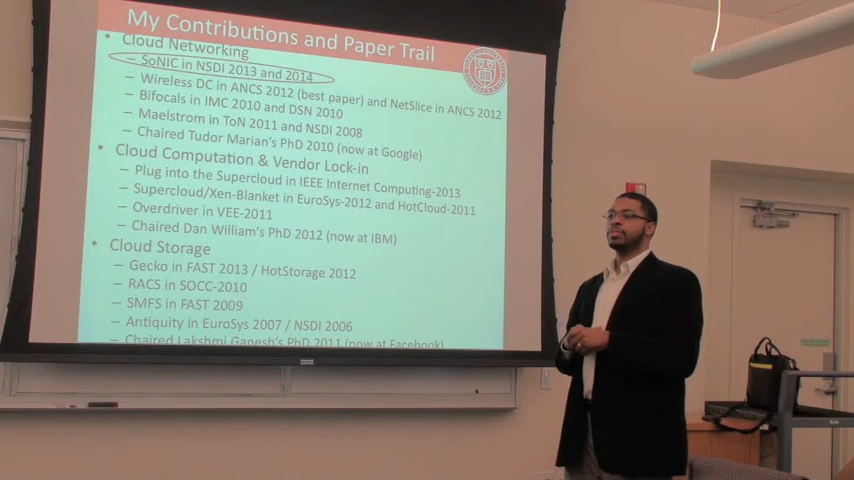 My Contributions and Paper Trail
• Cloud Networking
– SoNIC in NSDI 2013 and 2014
– Wireless DC in ANCS 2012 (best paper) and NetSlice in ANCS 2012
– Bifocals in IMC 2010 and DSN 2010
– Maelstrom in ToN 2011 and NSDI 2008
– Chaired Tudor Marian's PhD 2010 (now at Google)
• Cloud Computation & Vendor Lock-in
– Plug into the Supercloud in IEEE Internet Computing-2013
– Supercloud/Xen-Blanket in EuroSys-2012 and HotCloud-2011
– Overdriver in VEE-2011
– Chaired Dan William's PhD 2012 (now at IBM)
• Cloud Storage
– Gecko in FAST 2013 / HotStorage 2012
– RACS in SOCC-2010
– SMFS in FAST 2009
– Antiquity in EuroSys 2007 / NSDI 2006
– Chaired Lakshmi Ganesh's PhD 2011 (now at Facebook)